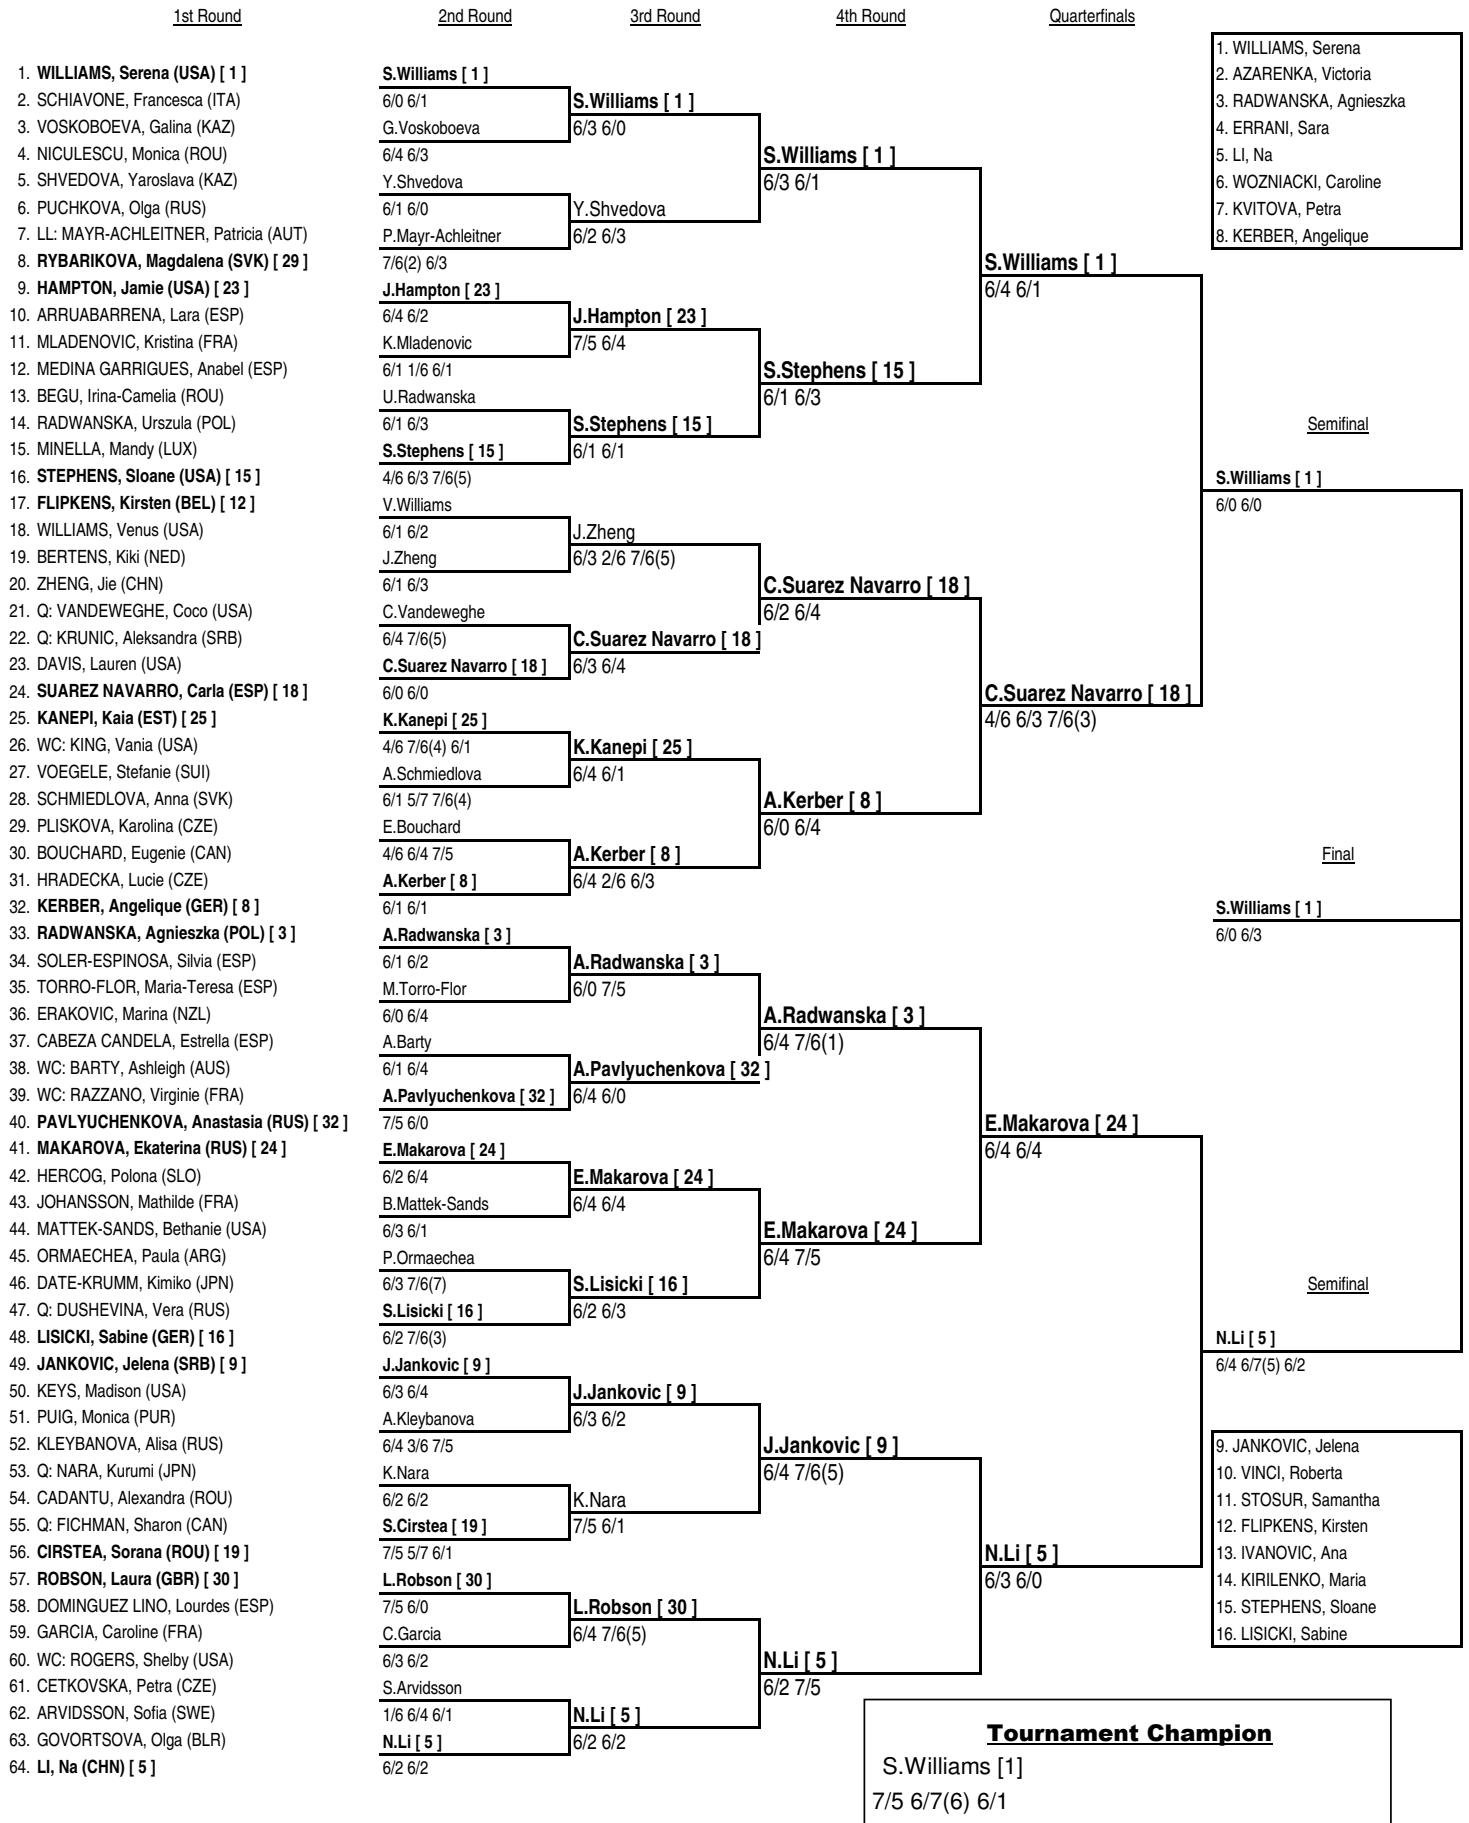 1st Round
2nd Round
3rd Round
4th Round
Quarterfinals
1. WILLIAMS, Serena (USA) [ 1 ]
2. SCHIAVONE, Francesca (ITA)
3. VOSKOBOEVA, Galina (KAZ)
4. NICULESCU, Monica (ROU)
5. SHVEDOVA, Yaroslava (KAZ)
6. PUCHKOVA, Olga (RUS)
7. LL: MAYR-ACHLEITNER, Patricia (AUT)
8. RYBARIKOVA, Magdalena (SVK) [ 29 ]
9. HAMPTON, Jamie (USA) [ 23 ]
10. ARRUABARRENA, Lara (ESP)
11. MLADENOVIC, Kristina (FRA)
12. MEDINA GARRIGUES, Anabel (ESP)
13. BEGU, Irina-Camelia (ROU)
14. RADWANSKA, Urszula (POL)
15. MINELLA, Mandy (LUX)
16. STEPHENS, Sloane (USA) [ 15 ]
17. FLIPKENS, Kirsten (BEL) [ 12 ]
18. WILLIAMS, Venus (USA)
19. BERTENS, Kiki (NED)
20. ZHENG, Jie (CHN)
21. Q: VANDEWEGHE, Coco (USA)
22. Q: KRUNIC, Aleksandra (SRB)
23. DAVIS, Lauren (USA)
24. SUAREZ NAVARRO, Carla (ESP) [ 18 ]
25. KANEPI, Kaia (EST) [ 25 ]
26. WC: KING, Vania (USA)
27. VOEGELE, Stefanie (SUI)
28. SCHMIEDLOVA, Anna (SVK)
29. PLISKOVA, Karolina (CZE)
30. BOUCHARD, Eugenie (CAN)
31. HRADECKA, Lucie (CZE)
32. KERBER, Angelique (GER) [ 8 ]
33. RADWANSKA, Agnieszka (POL) [ 3 ]
34. SOLER-ESPINOSA, Silvia (ESP)
35. TORRO-FLOR, Maria-Teresa (ESP)
36. ERAKOVIC, Marina (NZL)
37. CABEZA CANDELA, Estrella (ESP)
38. WC: BARTY, Ashleigh (AUS)
39. WC: RAZZANO, Virginie (FRA)
40. PAVLYUCHENKOVA, Anastasia (RUS) [ 32 ]
41. MAKAROVA, Ekaterina (RUS) [ 24 ]
42. HERCOG, Polona (SLO)
43. JOHANSSON, Mathilde (FRA)
44. MATTEK-SANDS, Bethanie (USA)
45. ORMAECHEA, Paula (ARG)
46. DATE-KRUMM, Kimiko (JPN)
47. Q: DUSHEVINA, Vera (RUS)
48. LISICKI, Sabine (GER) [ 16 ]
49. JANKOVIC, Jelena (SRB) [ 9 ]
50. KEYS, Madison (USA)
51. PUIG, Monica (PUR)
52. KLEYBANOVA, Alisa (RUS)
53. Q: NARA, Kurumi (JPN)
54. CADANTU, Alexandra (ROU)
55. Q: FICHMAN, Sharon (CAN)
56. CIRSTEA, Sorana (ROU) [ 19 ]
57. ROBSON, Laura (GBR) [ 30 ]
58. DOMINGUEZ LINO, Lourdes (ESP)
59. GARCIA, Caroline (FRA)
60. WC: ROGERS, Shelby (USA)
61. CETKOVSKA, Petra (CZE)
62. ARVIDSSON, Sofia (SWE)
63. GOVORTSOVA, Olga (BLR)
64. LI, Na (CHN) [ 5 ]
S.Williams [ 1 ]
6/0 6/1
G.Voskoboeva
6/4 6/3
Y.Shvedova
6/1 6/0
P.Mayr-Achleitner
7/6(2) 6/3
J.Hampton [ 23 ]
6/4 6/2
K.Mladenovic
6/1 1/6 6/1
U.Radwanska
6/1 6/3
S.Stephens [ 15 ]
4/6 6/3 7/6(5)
V.Williams
6/1 6/2
J.Zheng
6/1 6/3
C.Vandeweghe
6/4 7/6(5)
C.Suarez Navarro [ 18 ]
6/0 6/0
K.Kanepi [ 25 ]
4/6 7/6(4) 6/1
A.Schmiedlova
6/1 5/7 7/6(4)
E.Bouchard
4/6 6/4 7/5
A.Kerber [ 8 ]
6/1 6/1
A.Radwanska [ 3 ]
6/1 6/2
M.Torro-Flor
6/0 6/4
A.Barty
6/1 6/4
A.Pavlyuchenkova [ 32 ]
7/5 6/0
E.Makarova [ 24 ]
6/2 6/4
B.Mattek-Sands
6/3 6/1
P.Ormaechea
6/3 7/6(7)
S.Lisicki [ 16 ]
6/2 7/6(3)
J.Jankovic [ 9 ]
6/3 6/4
A.Kleybanova
6/4 3/6 7/5
K.Nara
6/2 6/2
S.Cirstea [ 19 ]
7/5 5/7 6/1
L.Robson [ 30 ]
7/5 6/0
C.Garcia
6/3 6/2
S.Arvidsson
1/6 6/4 6/1
N.Li [ 5 ]
6/2 6/2
S.Williams [ 1 ]
6/3 6/0
Y.Shvedova
6/2 6/3
J.Hampton [ 23 ]
7/5 6/4
S.Stephens [ 15 ]
6/1 6/1
J.Zheng
6/3 2/6 7/6(5)
C.Suarez Navarro [ 18 ]
6/3 6/4
K.Kanepi [ 25 ]
6/4 6/1
A.Kerber [ 8 ]
6/4 2/6 6/3
A.Radwanska [ 3 ]
6/0 7/5
A.Pavlyuchenkova [ 32 ]
6/4 6/0
E.Makarova [ 24 ]
6/4 6/4
S.Lisicki [ 16 ]
6/2 6/3
J.Jankovic [ 9 ]
6/3 6/2
K.Nara
7/5 6/1
L.Robson [ 30 ]
6/4 7/6(5)
N.Li [ 5 ]
6/2 6/2
S.Williams [ 1 ]
6/3 6/1
S.Stephens [ 15 ]
6/1 6/3
C.Suarez Navarro [ 18 ]
6/2 6/4
A.Kerber [ 8 ]
6/0 6/4
A.Radwanska [ 3 ]
6/4 7/6(1)
E.Makarova [ 24 ]
6/4 7/5
J.Jankovic [ 9 ]
6/4 7/6(5)
N.Li [ 5 ]
6/2 7/5
S.Williams [ 1 ]
6/4 6/1
C.Suarez Navarro [ 18 ]
4/6 6/3 7/6(3)
E.Makarova [ 24 ]
6/4 6/4
N.Li [ 5 ]
6/3 6/0
1. WILLIAMS, Serena
2. AZARENKA, Victoria
3. RADWANSKA, Agnieszka
4. ERRANI, Sara
5. LI, Na
6. WOZNIACKI, Caroline
7. KVITOVA, Petra
8. KERBER, Angelique
Semifinal
S.Williams [ 1 ]
6/0 6/0
Final
S.Williams [ 1 ]
6/0 6/3
Semifinal
N.Li [ 5 ]
6/4 6/7(5) 6/2
9. JANKOVIC, Jelena
10. VINCI, Roberta
11. STOSUR, Samantha
12. FLIPKENS, Kirsten
13. IVANOVIC, Ana
14. KIRILENKO, Maria
15. STEPHENS, Sloane
16. LISICKI, Sabine
Tournament Champion
S.Williams [1]
7/5 6/7(6) 6/1